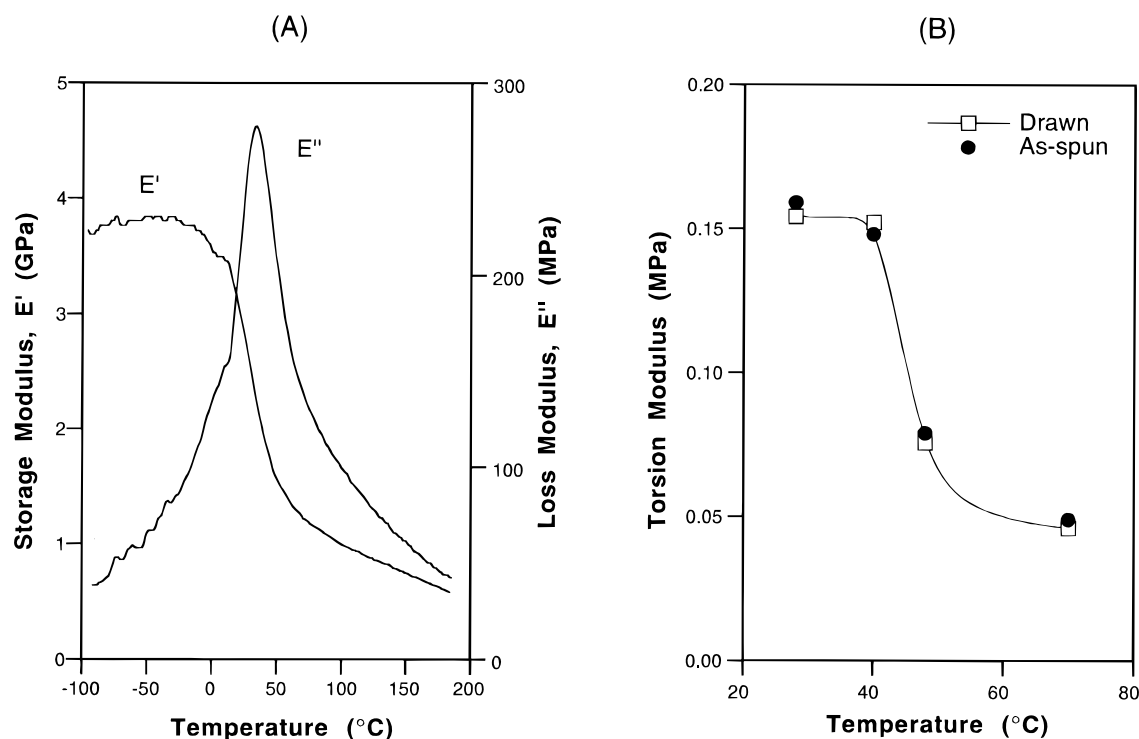 (A)
5
4
3
2
1
0
Storage Modulus, E' (GPa)
E'
E"
300
200
100
0
Loss Modulus, E" (MPa)
-100 -50 0 50 100 150 200
Temperature (°C)
(B)
0.20
0.15
0.10
0.05
0.00
Torsion Modulus (MPa)
Drawn
As-spun
20 40 60 80
Temperature (°C)